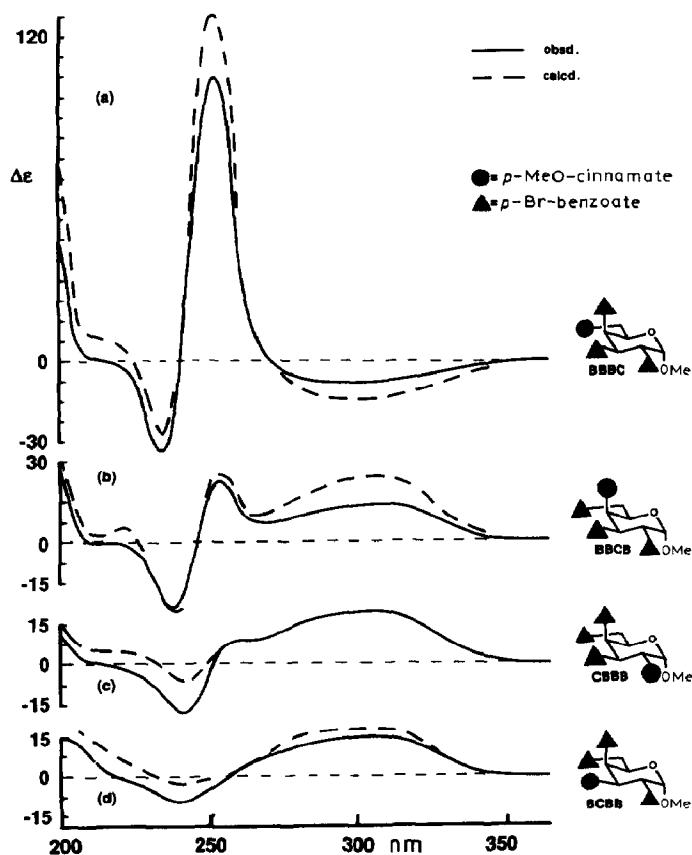 120
obsd.
calcd.
(a)
Δε
●= p-MeO-cinnamate
▲= p-Br-benzoate
0
-30
O
OMe
BBBC
30
(b)
0
-15
O
OMe
BBCB
15
0
-15
(c)
O
OMe
CBBB
15
0
-15
(d)
O
OMe
BCBB
200
250
nm
300
350